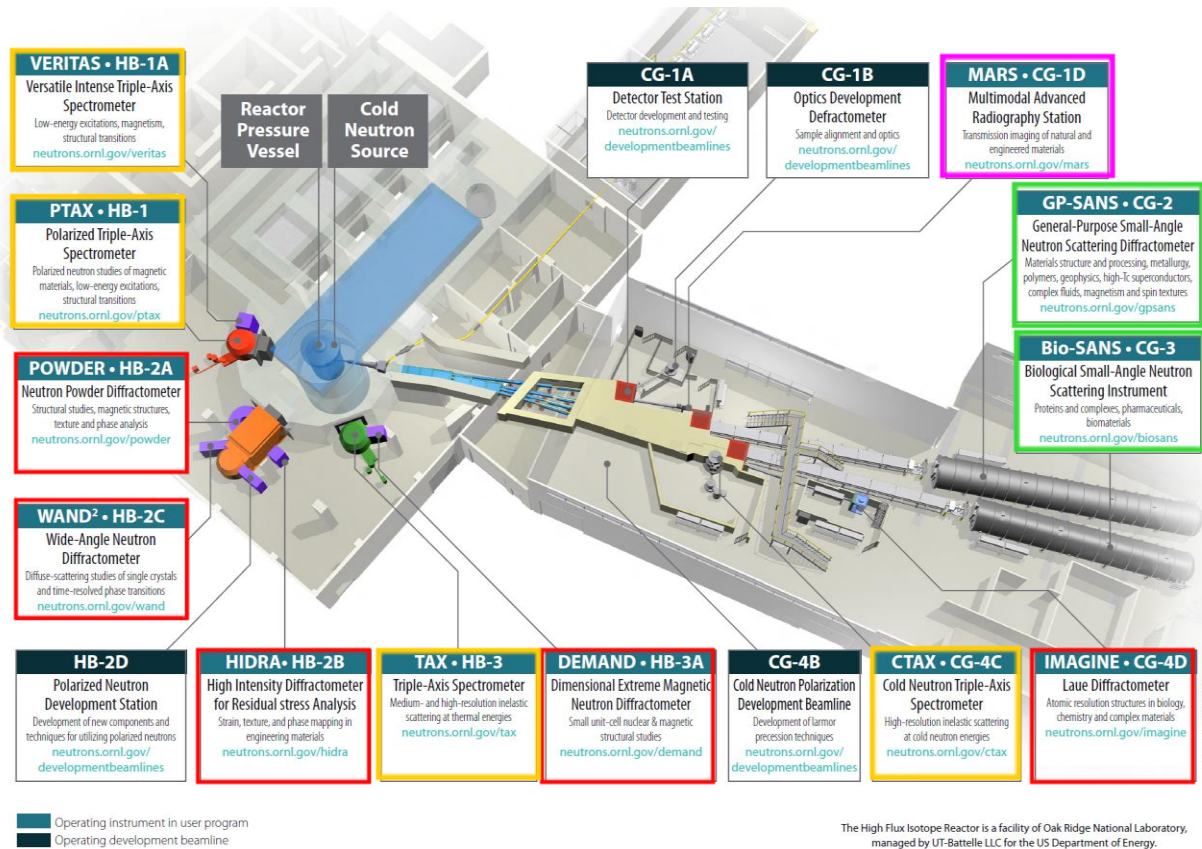 VERITAS • HB-1A
Versatile Intense Triple-Axis
Spectrometer
Low-energy excitations, magnetism,
structural transitions
neutrons.ornl.gov/veritas
PTAX • HB-1
Polarized Triple-Axis
Spectrometer
Polarized neutron studies of magnetic
materials, low-energy excitations,
structural transitions
neutrons.ornl.gov/ptax
POWDER • HB-2A
Neutron Powder Diffractometer
Structural studies, magnetic structures,
texture and phase analysis
neutrons.ornl.gov/powder
WAND² • HB-2C
Wide-Angle Neutron
Diffractometer
Diffuse-scattering studies of single crystals
and time-resolved phase transitions
neutrons.ornl.gov/wand
Reactor
Pressure
Vessel
Cold
Neutron
Source
CG-1A
Detector Test Station
Detector development and testing
neutrons.ornl.gov/
developmentbeamlines
CG-1B
Optics Development
Defractometer
Sample alignment and optics
neutrons.ornl.gov/
developmentbeamlines
MARS • CG-1D
Multimodal Advanced
Radiography Station
Transmission imaging of natural and
engineered materials
neutrons.ornl.gov/mars
GP-SANS • CG-2
General-Purpose Small-Angle
Neutron Scattering Diffractometer
Materials structure and processing, metallurgy,
polymers, geophysics, high-Tc superconductors,
complex fluids, magnetism and spin textures
neutrons.ornl.gov/gpsans
Bio-SANS • CG-3
Biological Small-Angle Neutron
Scattering Instrument
Proteins and complexes, pharmaceuticals,
biomaterials
neutrons.ornl.gov/biosans
HB-2D
Polarized Neutron
Development Station
Development of new components and
techniques for utilizing polarized neutrons
neutrons.ornl.gov/
developmentbeamlines
HIDRA• HB-2B
High Intensity Diffractometer
for Residual stress Analysis
Strain, texture, and phase mapping in
engineering materials
neutrons.ornl.gov/hidra
TAX • HB-3
Triple-Axis Spectrometer
Medium- and high-resolution inelastic
scattering at thermal energies
neutrons.ornl.gov/tax
DEMAND • HB-3A
Dimensional Extreme Magnetic
Neutron Diffractometer
Small unit-cell nuclear & magnetic
structural studies
neutrons.ornl.gov/demand
CG-4B
Cold Neutron Polarization
Development Beamline
Development of larmor
precession techniques
neutrons.ornl.gov/
developmentbeamlines
CTAX • CG-4C
Cold Neutron Triple-Axis
Spectrometer
High-resolution inelastic scattering
at cold neutron energies
neutrons.ornl.gov/ctax
IMAGINE • CG-4D
Laue Diffractometer
Atomic resolution structures in biology,
chemistry and complex materials
neutrons.ornl.gov/imagine
Operating instrument in user program
Operating development beamline
The High Flux Isotope Reactor is a facility of Oak Ridge National Laboratory,
managed by UT-Battelle LLC for the US Department of Energy.